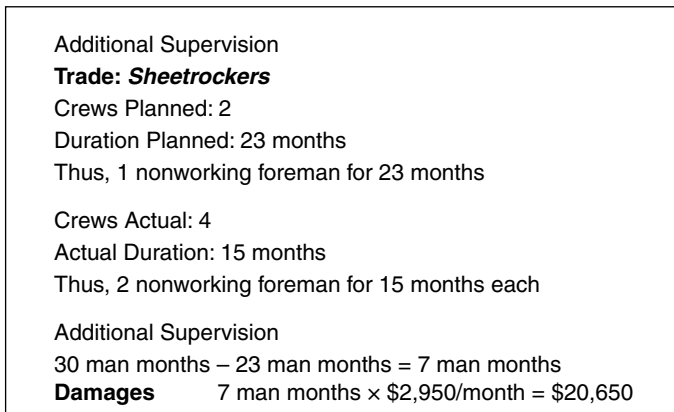 Additional Supervision
Trade: Sheetrockers
Crews Planned: 2
Duration Planned: 23 months
Thus, 1 nonworking foreman for 23 months
Crews Actual: 4
Actual Duration: 15 months
Thus, 2 nonworking foreman for 15 months each
Additional Supervision
30 man months – 23 man months = 7 man months
Damages 7 man months × $2,950/month = $20,650